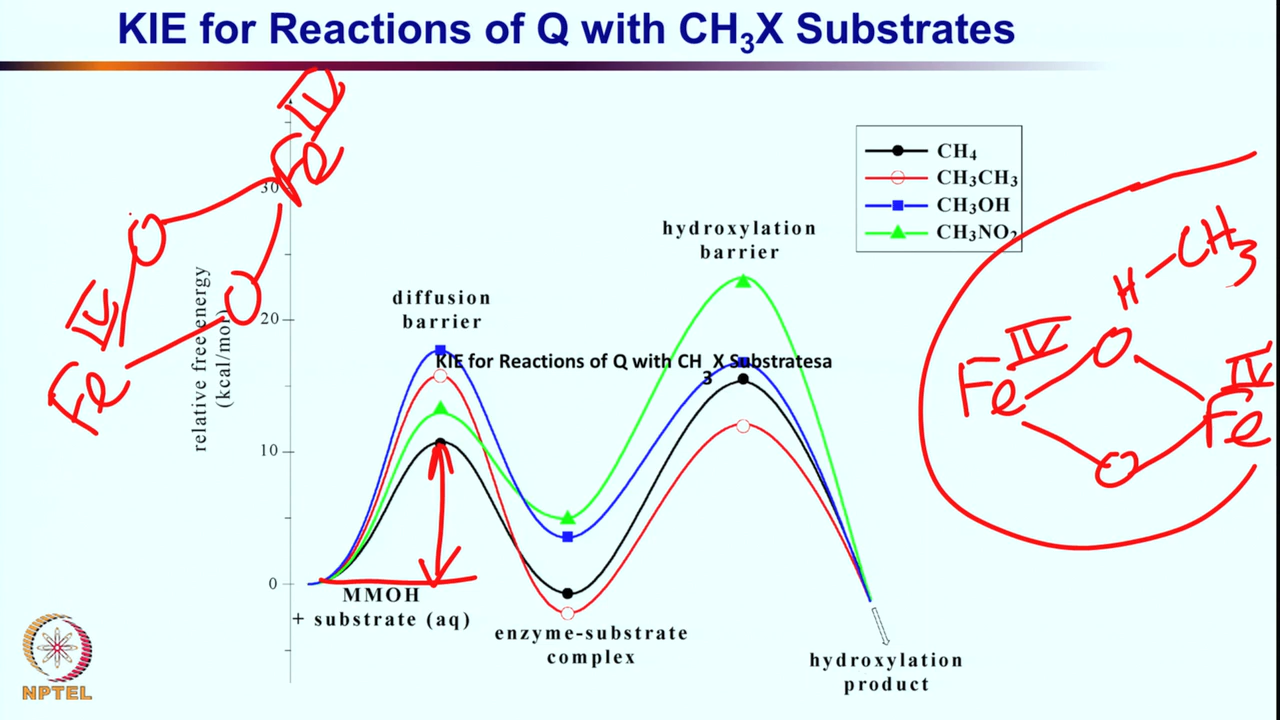 KIE for Reactions of Q with CH₃X Substrates
Fe IV
O
O
Fe IV
relative free energy
(kcal/mol)
30
20
10
0
CH₄
CH₃CH₃
CH₃OH
CH₃NO₂
hydroxylation
barrier
diffusion
barrier
KIE for Reactions of Q with CH₃X Substratesa
H-CH₃
Fe IV
O
Fe IV
O
MMOH
+ substrate (aq)
enzyme-substrate
complex
hydroxylation
product
NPTEL